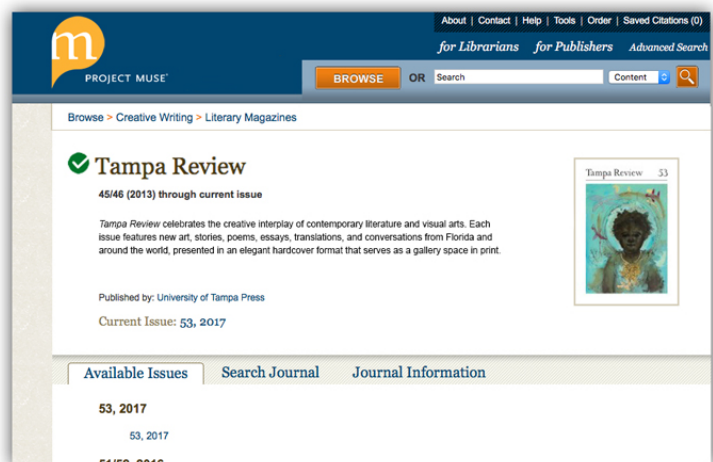 About | Contact | Help | Tools | Order | Saved Citations (0)
m
for Librarians for Publishers Advanced Search
PROJECT MUSE®
BROWSE OR Search Content
Browse > Creative Writing > Literary Magazines
Tampa Review
45/46 (2013) through current issue
Tampa Review celebrates the creative interplay of contemporary literature and visual arts. Each
issue features new art, stories, poems, essays, translations, and conversations from Florida and
around the world, presented in an elegant hardcover format that serves as a gallery space in print.
Tampa Review 53
Published by: University of Tampa Press
Current Issue: 53, 2017
Available Issues Search Journal Journal Information
53, 2017
53, 2017
51/52, 2016